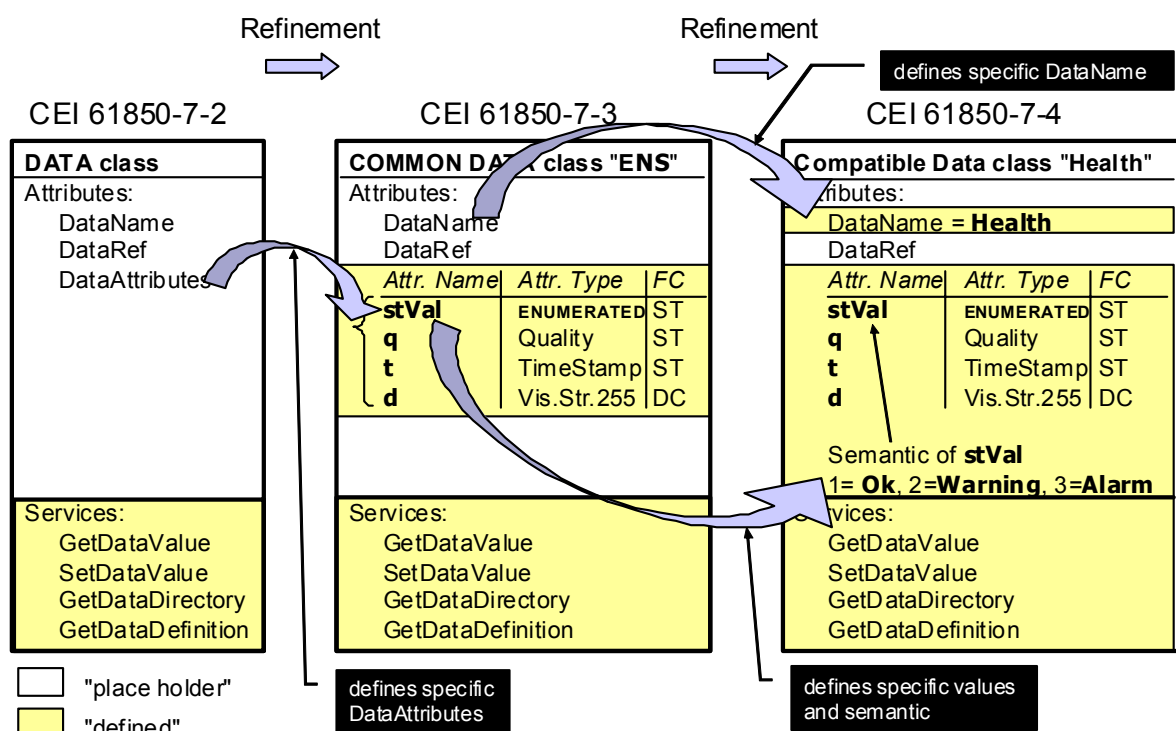 Refinement
Refinement
defines specific DataName
CEI 61850-7-2
CEI 61850-7-3
CEI 61850-7-4
DATA class
Attributes:
DataName
DataRef
DataAttributes
Services:
GetDataValue
SetDataValue
GetDataDirectory
GetDataDefinition
COMMON DATA class "ENS"
Attributes:
DataName
DataRef
Attr. Name Attr. Type FC
stVal ENUMERATED ST
q Quality ST
t TimeStamp ST
d Vis.Str.255 DC
Services:
GetDataValue
SetDataValue
GetDataDirectory
GetDataDefinition
Compatible Data class "Health"
Attributes:
DataName = Health
DataRef
Attr. Name Attr. Type FC
stVal ENUMERATED ST
q Quality ST
t TimeStamp ST
d Vis.Str.255 DC
Semantic of stVal
1= Ok, 2=Warning, 3=Alarm
Services:
GetDataValue
SetDataValue
GetDataDirectory
GetDataDefinition
"place holder"
"defined"
defines specific
DataAttributes
defines specific values
and semantic